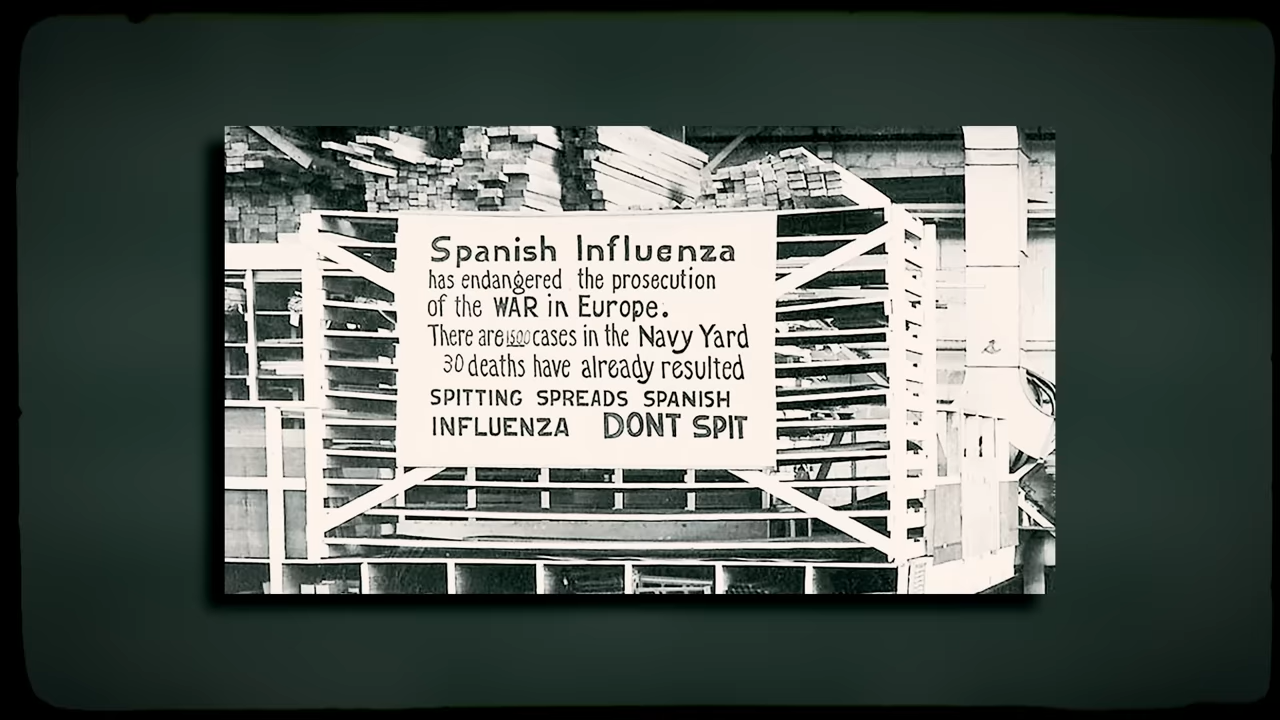 Spanish Influenza
has endangered the prosecution
of the WAR in Europe.
There are 1500 cases in the Navy Yard
30 deaths have already resulted
SPITTING SPREADS SPANISH
INFLUENZA DONT SPIT